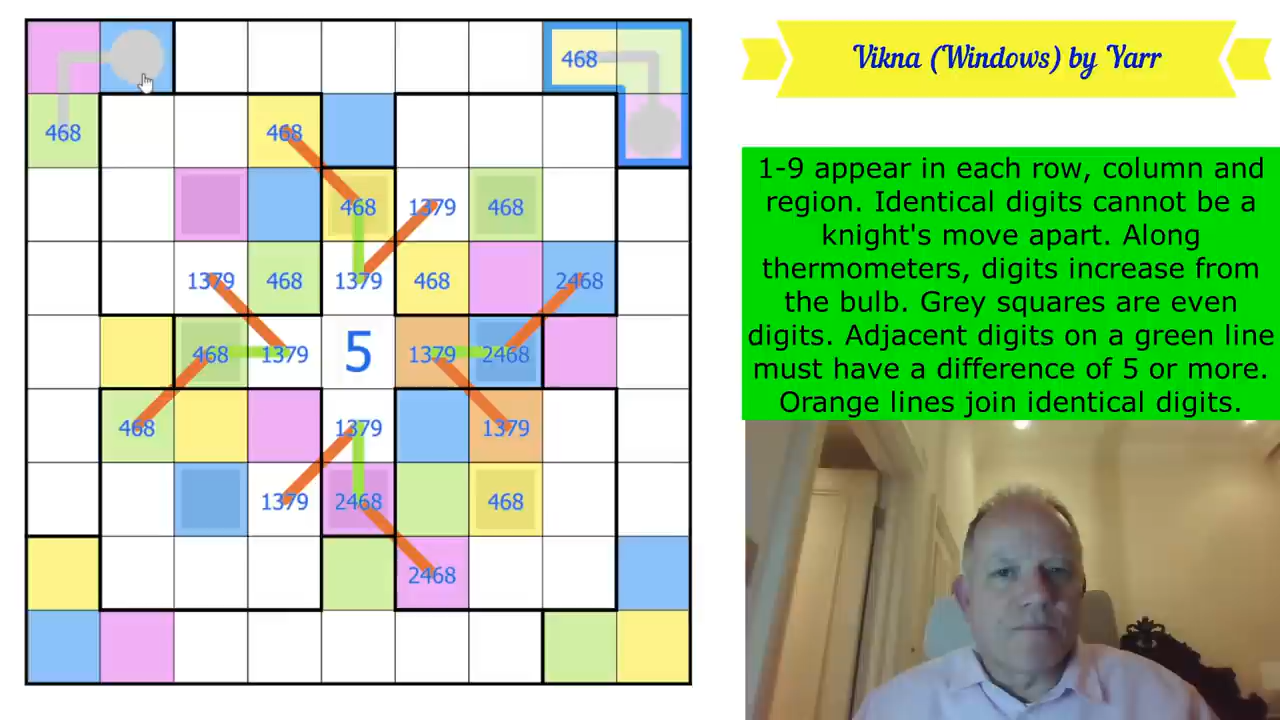 Vikna (Windows) by Yarr
1-9 appear in each row, column and
region. Identical digits cannot be a
knight's move apart. Along
thermometers, digits increase from
the bulb. Grey squares are even
digits. Adjacent digits on a green line
must have a difference of 5 or more.
Orange lines join identical digits.
468
468 468
468 1379 468
1379 468 1379 468 2468
468 1379 5 1379 2468
468 1379 1379
1379 2468 468
2468